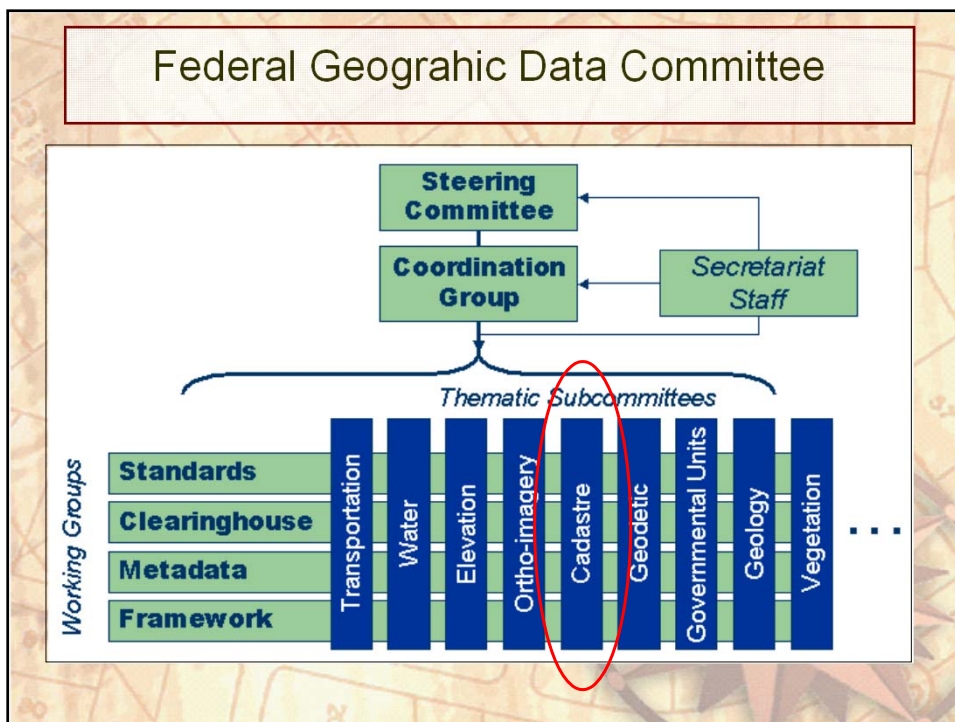 Federal Geograhic Data Committee
Steering
Committee
Coordination
Group
Secretariat
Staff
Thematic Subcommittees
Working Groups
Standards
Clearinghouse
Metadata
Framework
Transportation
Water
Elevation
Ortho-imagery
Cadastre
Geodetic
Governmental Units
Geology
Vegetation
...